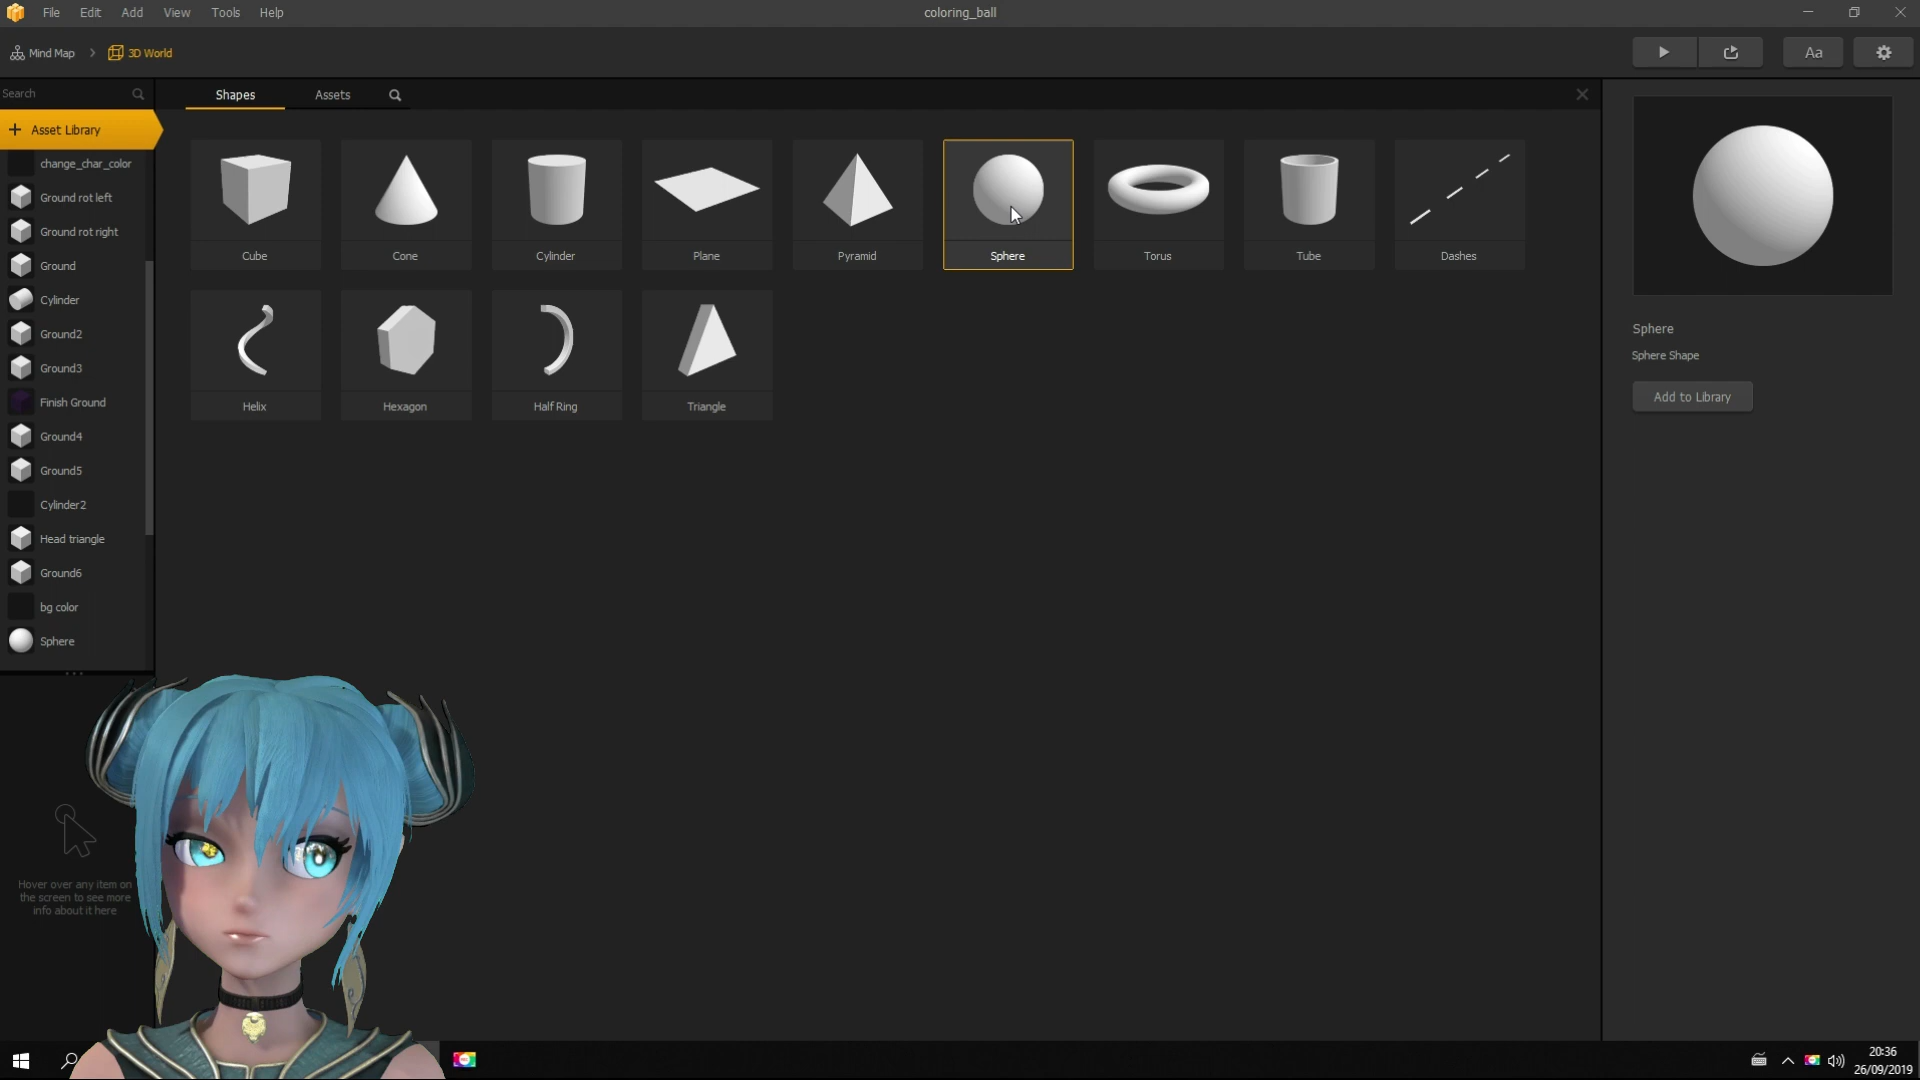 File Edit Add View Tools Help
coloring_ball
Mind Map
3D World
Aa
Search
Shapes
Assets
Asset Library
change_char_color
Ground rot left
Ground rot right
Ground
Cylinder
Ground2
Ground3
Finish Ground
Ground4
Ground5
Cylinder2
Head triangle
Ground6
bg color
Sphere
Cube
Cone
Cylinder
Plane
Pyramid
Sphere
Torus
Tube
Dashes
Helix
Hexagon
Half Ring
Triangle
Sphere
Sphere Shape
Add to Library
Hover over any item on
the screen to see more
info about it here
20:36
26/09/2019